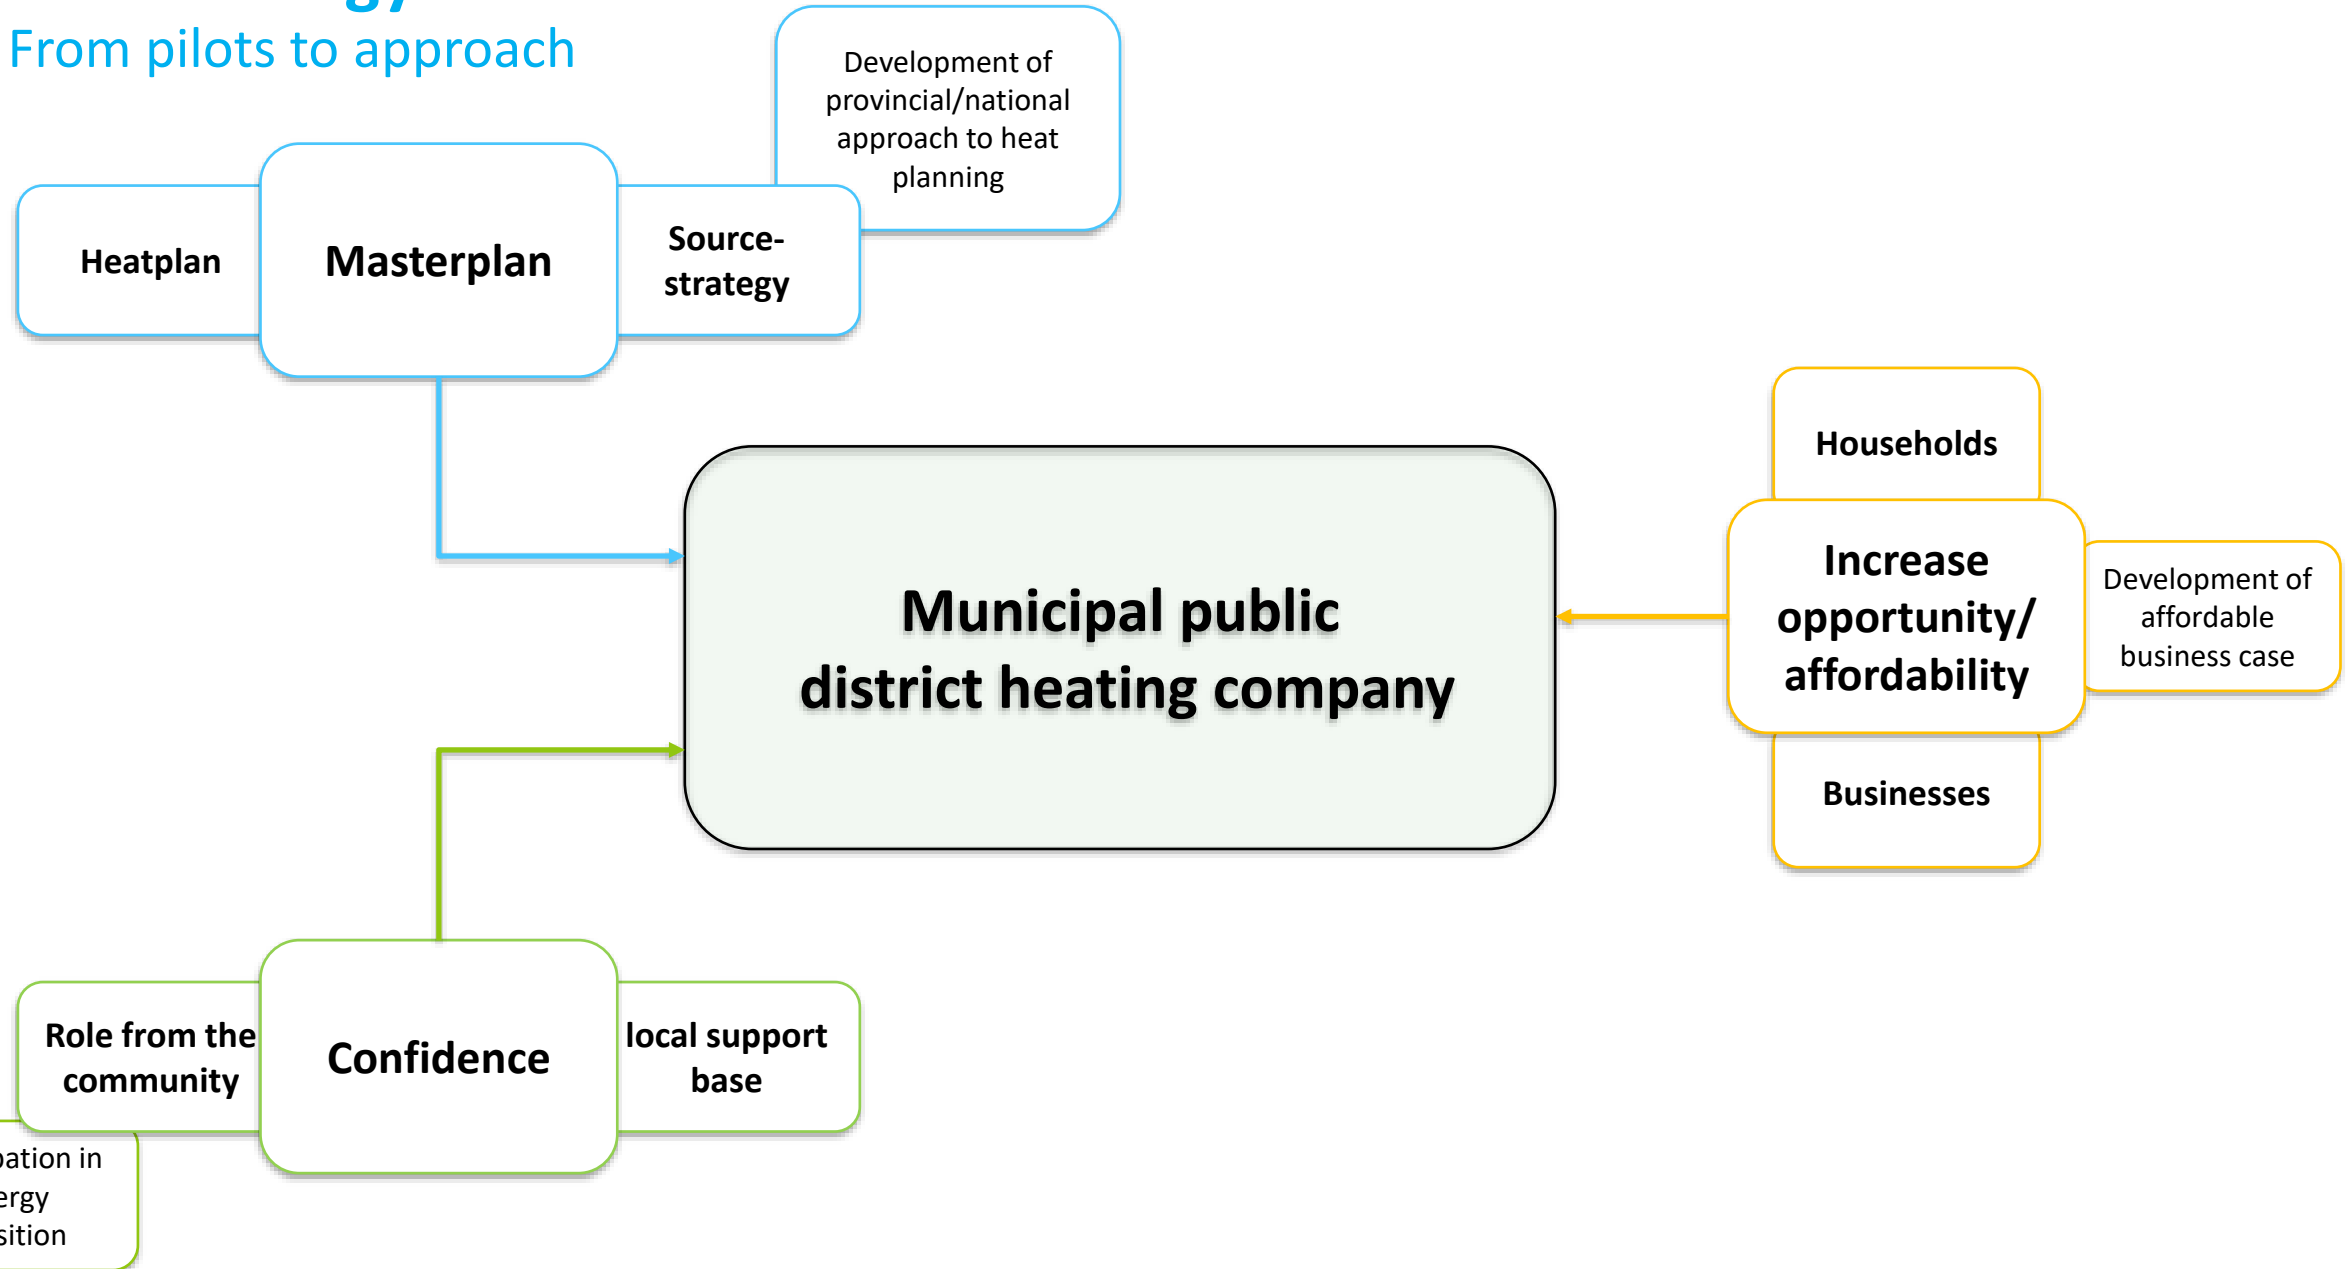 From pilots to approach
Development of
provincial/national
approach to heat
planning
Heatplan
Masterplan
Source-
strategy
Households
Increase
opportunity/
affordability
Development of
affordable
business case
Businesses
Municipal public
district heating company
Role from the
community
Confidence
local support
base
in